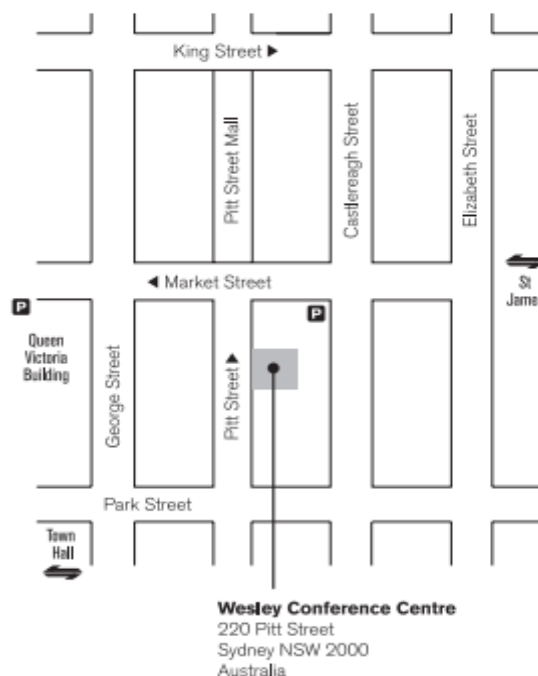 King Street
Pitt Street Mall
Castlereagh Street
Elizabeth Street
Market Street
St
Jame
P
P
Queen
Victoria
Building
George Street
Pitt Street
Park Street
Town
Hall
Wesley Conference Centre
220 Pitt Street
Sydney NSW 2000
Australia